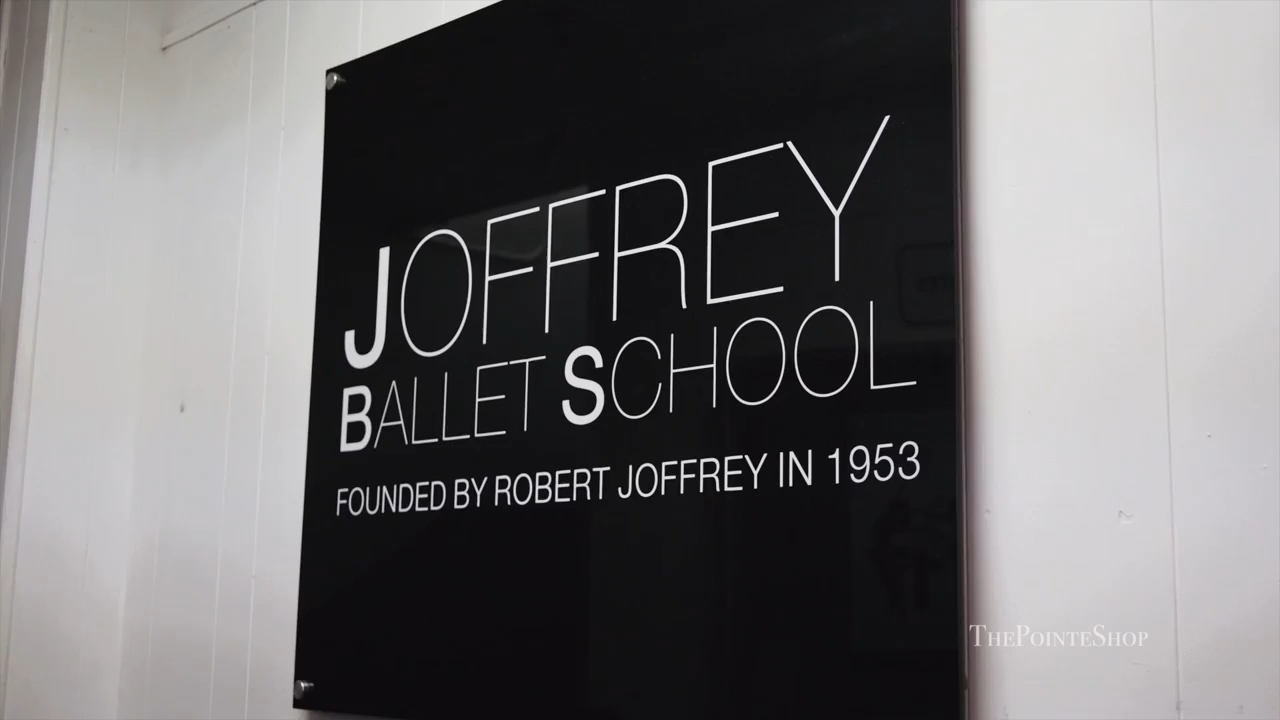 JOFFREY
BALLET SCHOOL
FOUNDED BY ROBERT JOFFREY IN 1953
THEPOINTESHOP